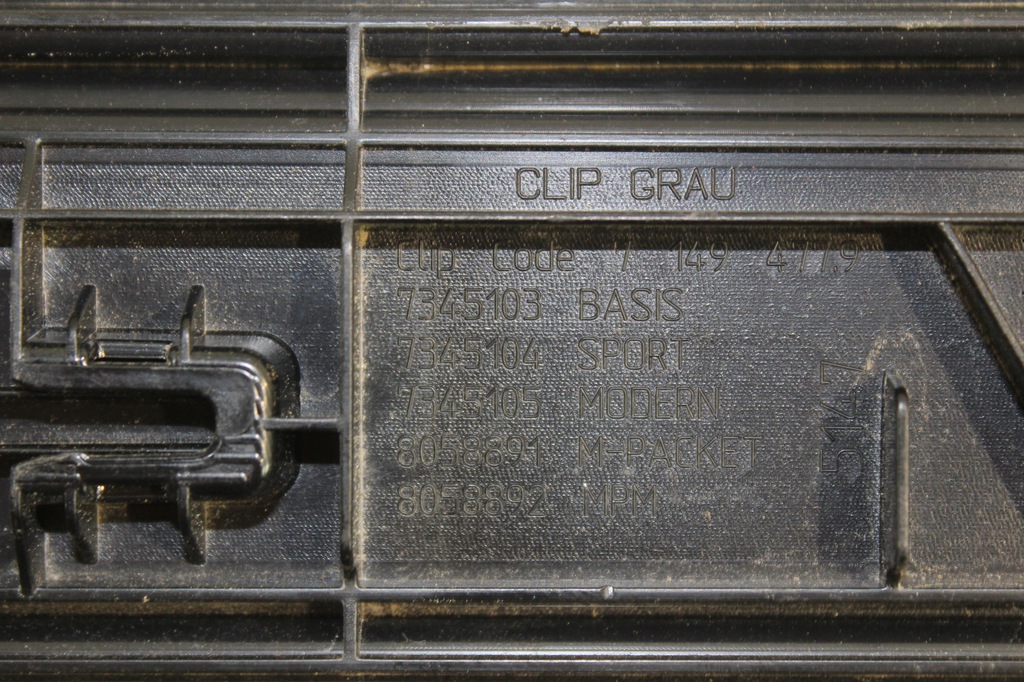 CLIP GRAU
Clip Code 7 149 477.9
7345103 BASIS
7345104 SPORT
7345105 MODERN
8058891 M-PACKET
8058892 MPM
5147